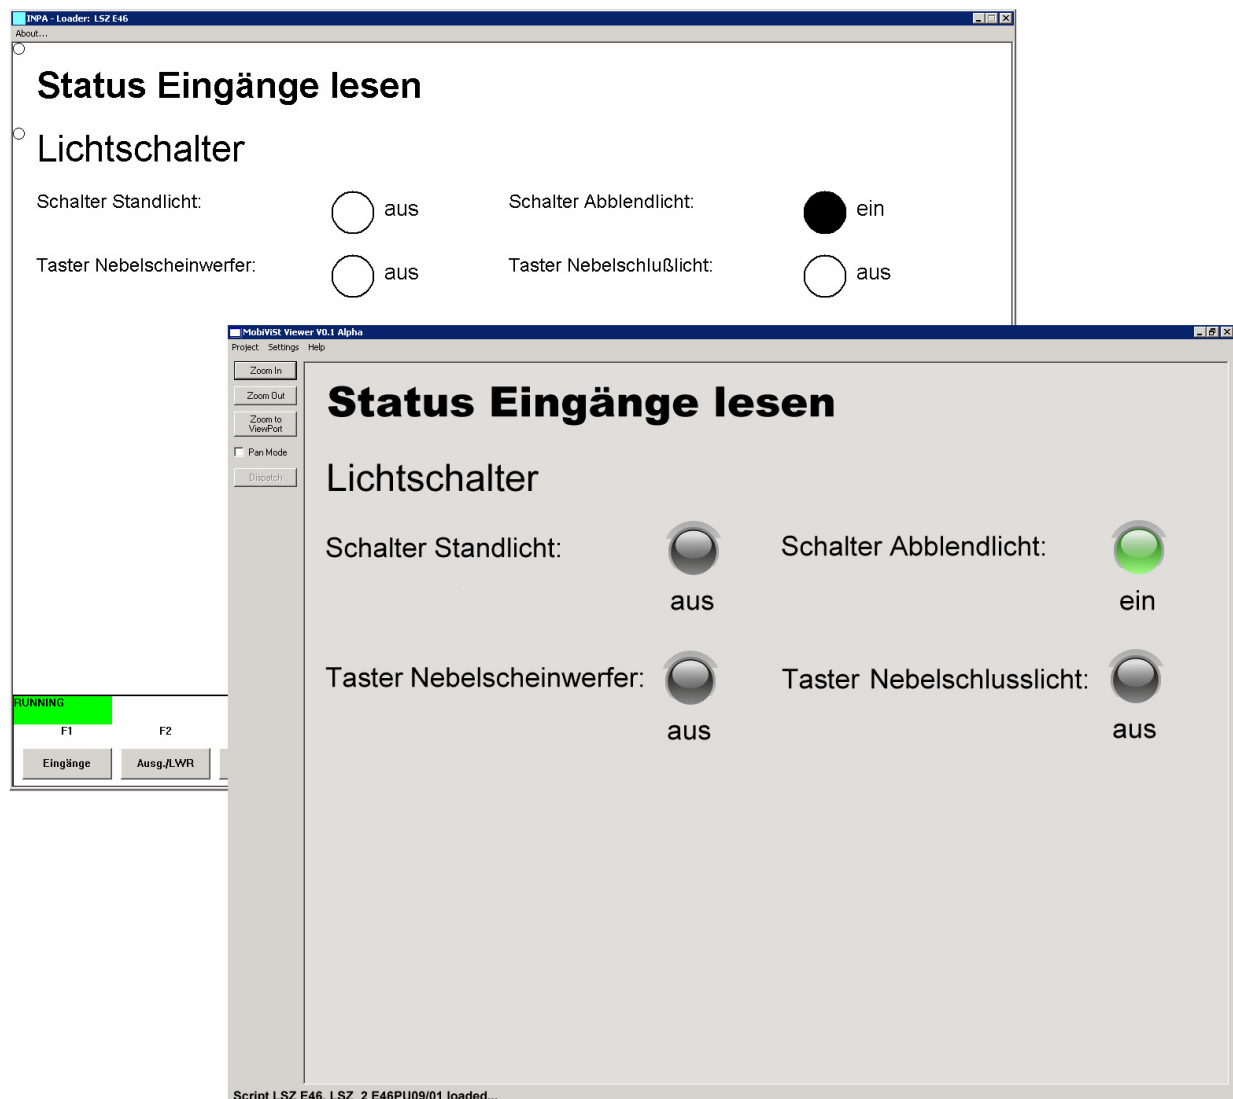 INPA - Loader: LSZ E46
About...
Status Eingänge lesen
Lichtschalter
Schalter Standlicht: aus Schalter Abblendlicht: ein
Taster Nebelscheinwerfer: aus Taster Nebelschlußlicht: aus
RUNNING
F1 F2
Eingänge Ausg./LWR
MobiViSt Viewer V0.1 Alpha
Project Settings Help
Zoom In
Zoom Out
Zoom to
ViewPort
Pan Mode
Dispatch
Status Eingänge lesen
Lichtschalter
Schalter Standlicht: Schalter Abblendlicht:
aus ein
Taster Nebelscheinwerfer: Taster Nebelschlusslicht:
aus aus
Script LSZ E46, LSZ_2 E46PU09/01 loaded...